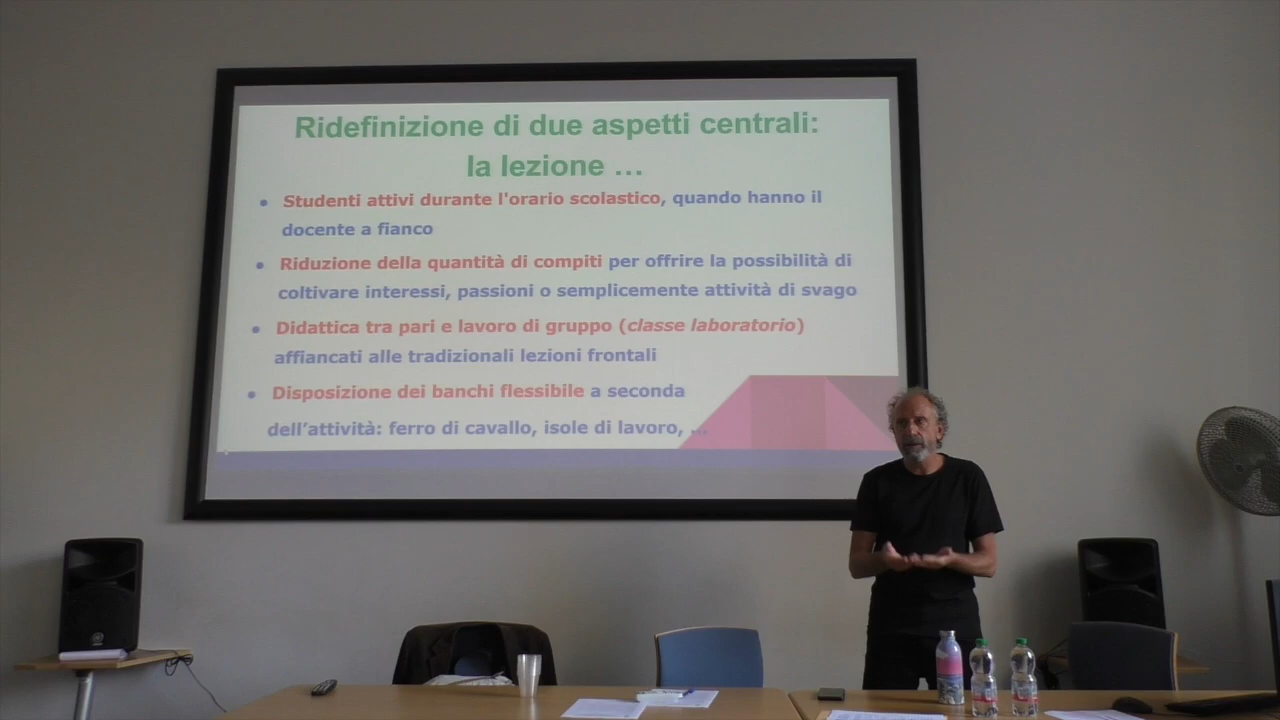 Ridefinizione di due aspetti centrali:
la lezione …
• Studenti attivi durante l'orario scolastico, quando hanno il
docente a fianco
• Riduzione della quantità di compiti per offrire la possibilità di
coltivare interessi, passioni o semplicemente attività di svago
• Didattica tra pari e lavoro di gruppo (classe laboratorio)
affiancati alle tradizionali lezioni frontali
• Disposizione dei banchi flessibile a seconda
dell’attività: ferro di cavallo, isole di lavoro, …